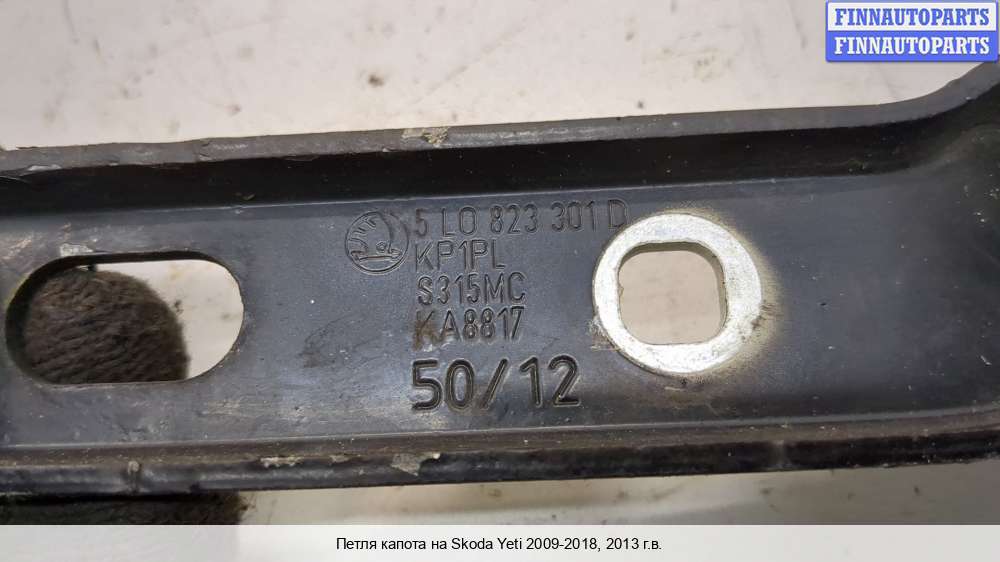 FINNAUTOPARTS
FINNAUTOPARTS
5 L0 823 301 D
KP1PL
S315MC
KA8817
50/12
Петля капота на Skoda Yeti 2009-2018, 2013 г.в.